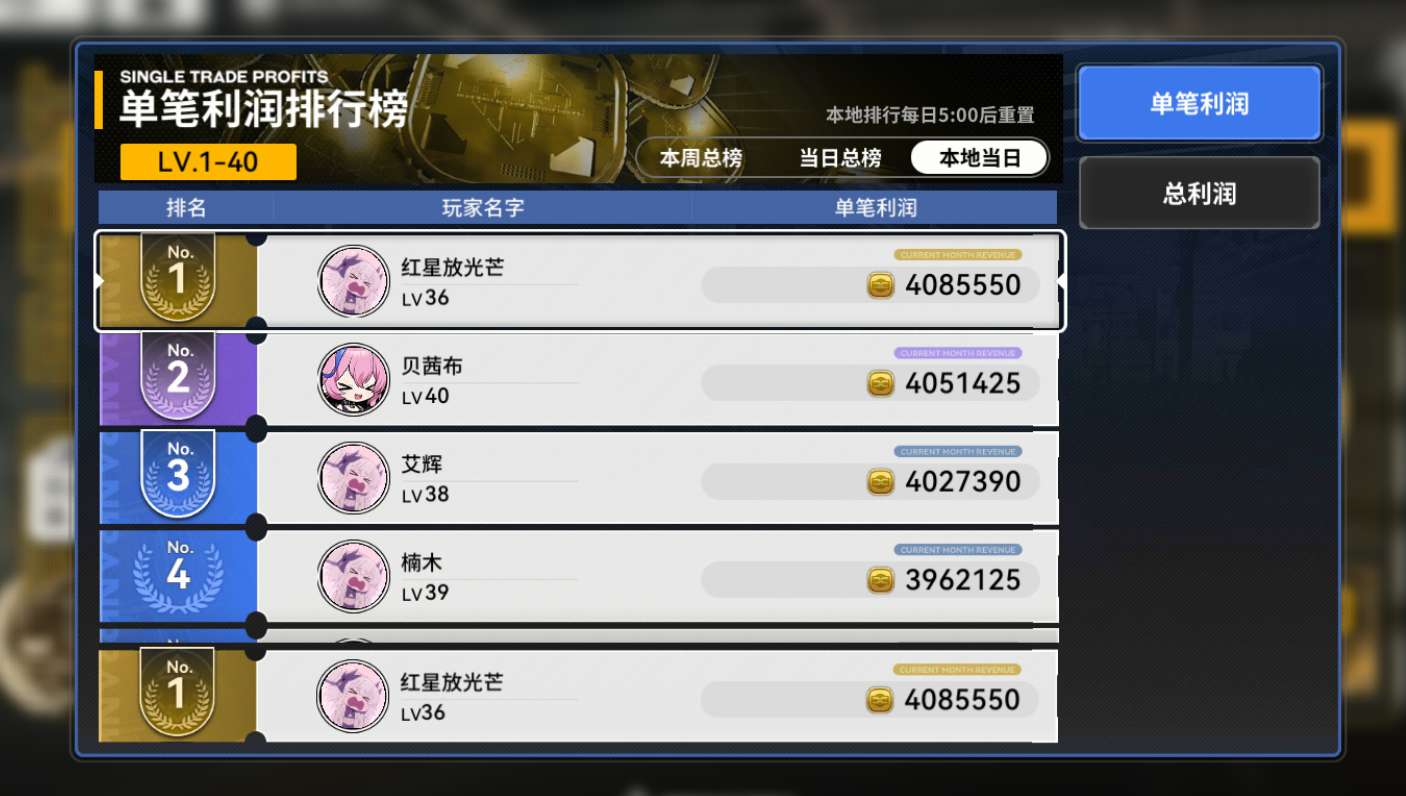 SINGLE TRADE PROFITS
单笔利润排行榜
LV.1-40
本地排行每日5:00后重置
本周总榜 当日总榜 本地当日
单笔利润
总利润
排名 玩家名字 单笔利润
No.
1
红星放光芒
LV36
CURRENT MONTH REVENUE
4085550
No.
2
贝茜布
LV40
CURRENT MONTH REVENUE
4051425
No.
3
艾辉
LV38
CURRENT MONTH REVENUE
4027390
No.
4
楠木
LV39
CURRENT MONTH REVENUE
3962125
No.
1
红星放光芒
LV36
CURRENT MONTH REVENUE
4085550